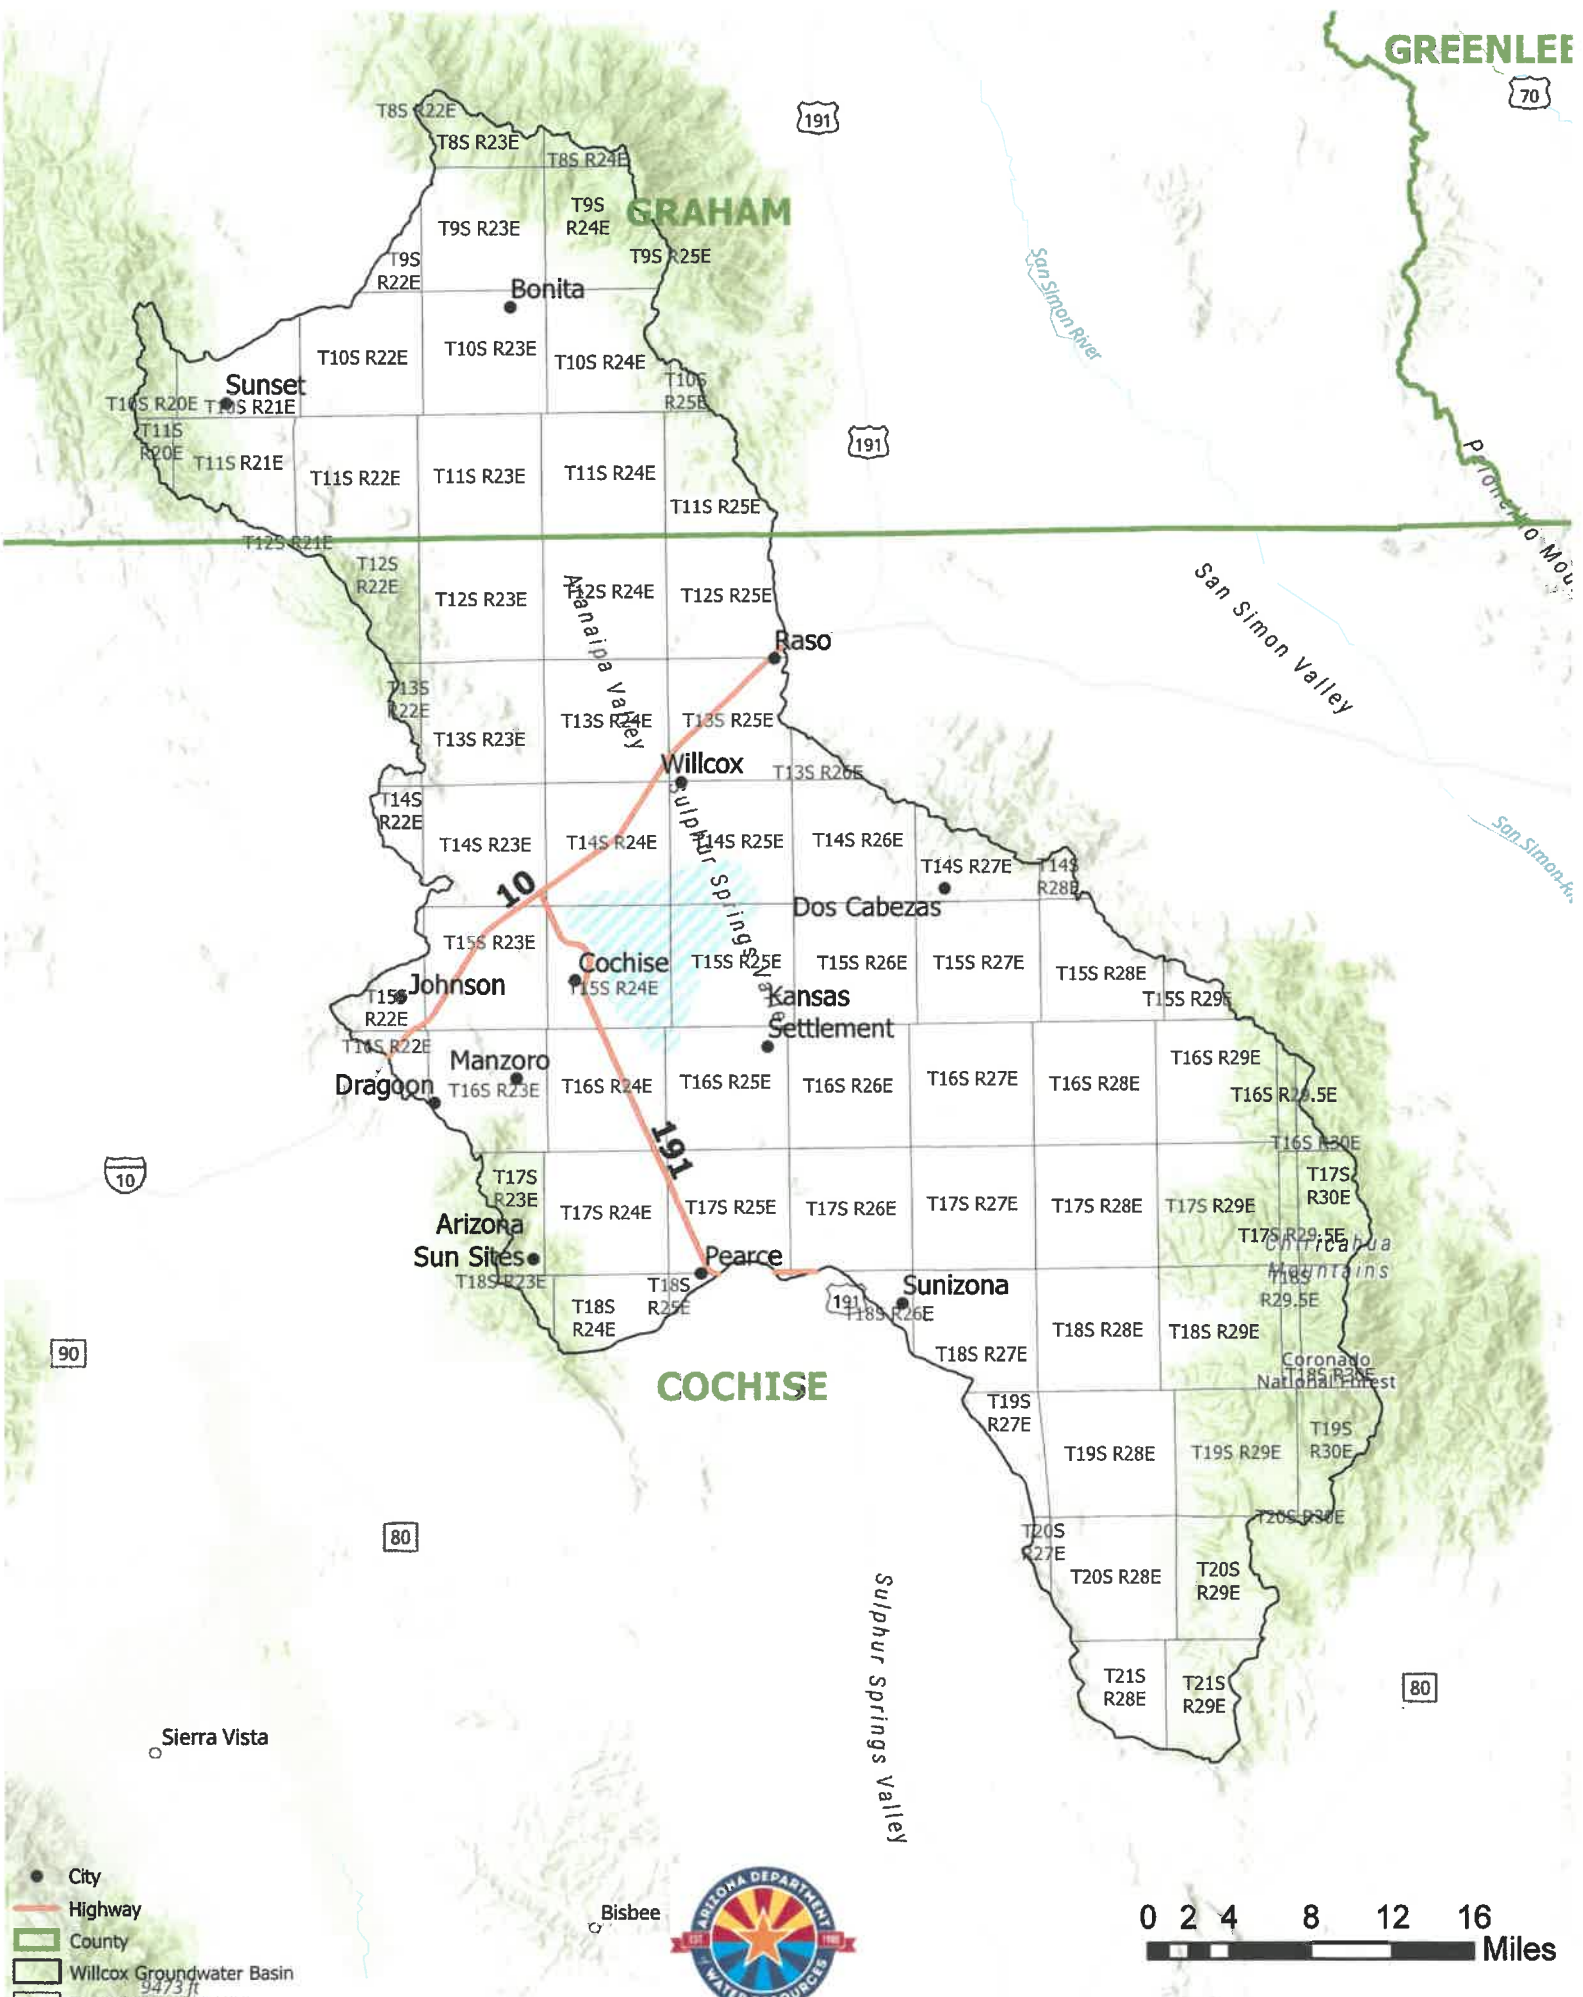 GREENLEE
70
191
T8S R22E
T8S R23E
T8S R24E
GRAHAM
T9S R23E
T9S
R24E
T9S
R22E
T9S R25E
Bonita
San Simon River
T10S R22E
T10S R23E
T10S R24E
T10S
R25E
Sunset
T10S R20E
T10S R21E
T11S
R20E
T11S R21E
T11S R22E
T11S R23E
T11S R24E
T11S R25E
191
T12S R21E
T12S
R22E
T12S R23E
T12S R24E
T12S R25E
Valley
San Simon Valley
Raso
T13S
R22E
T13S R23E
T13S R24E
T13S R25E
T13S R26E
Willcox
T14S
R22E
T14S R23E
T14S R24E
T14S R25E
T14S R26E
T14S R27E
T14S
R28E
Sulphur Springs Valley
San Simon
10
Dos Cabezas
T15S R23E
Cochise
T15S R24E
T15S R25E
T15S R26E
T15S R27E
T15S R28E
T15S R29E
Johnson
T15S
R22E
Kansas
Settlement
T16S R22E
Manzoro
Dragoon
T16S R23E
T16S R24E
T16S R25E
T16S R26E
T16S R27E
T16S R28E
T16S R29E
T16S R29.5E
T16S R30E
10
191
T17S
R23E
T17S R24E
T17S R25E
T17S R26E
T17S R27E
T17S R28E
T17S R29E
T17S
R30E
T17S R29.5E
Chiricahua
Mountains
Arizona
Sun Sites
Pearce
T18S R23E
T18S
R24E
T18S
R25E
191
T18S R26E
Sunizona
T18S R27E
T18S R28E
T18S R29E
T18S
R29.5E
Coronado
National Forest
T18S R30E
90
COCHISE
T19S
R27E
T19S R28E
T19S R29E
T19S
R30E
80
T20S
R27E
T20S R28E
T20S
R29E
T20S R30E
T21S
R28E
T21S
R29E
80
Sulphur Springs Valley
Sierra Vista
Bisbee
City
Highway
County
Willcox Groundwater Basin
9473 ft
ARIZONA DEPARTMENT
EST.
1980
0 2 4 8 12 16
Miles